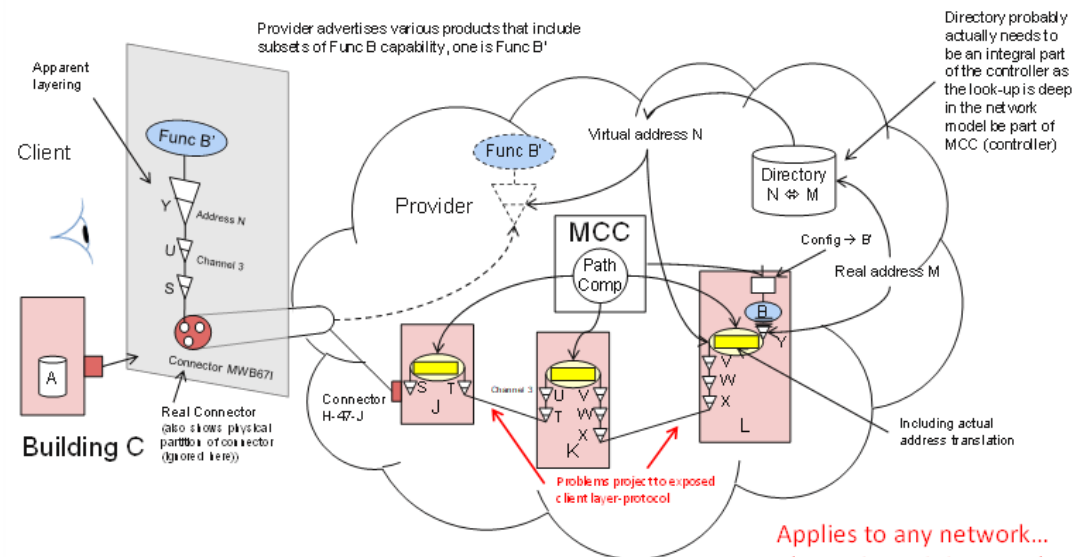 Provider advertises various products that include
subsets of Func B capability, one is Func B'
Directory probably
actually needs to
be an integral part
of the controller as
the look-up is deep
in the network
model be part of
MCC (controller)
Apparent
layering
Client
Func B'
Y
Address N
U
Channel 3
S
Connector MWB671
A
Building C
Real Connector
(also shows physical
partition of connector
(ignored here))
Func B'
Provider
Virtual address N
Directory
N ⇔ M
MCC
Path
Comp
Config → B'
Real address M
B
Y
V
W
X
L
S
T
J
Connector
H-47-J
Channel 3
U
T
V
W
X
K
Including actual
address translation
Problems project to exposed
client layer-protocol
Applies to any network...